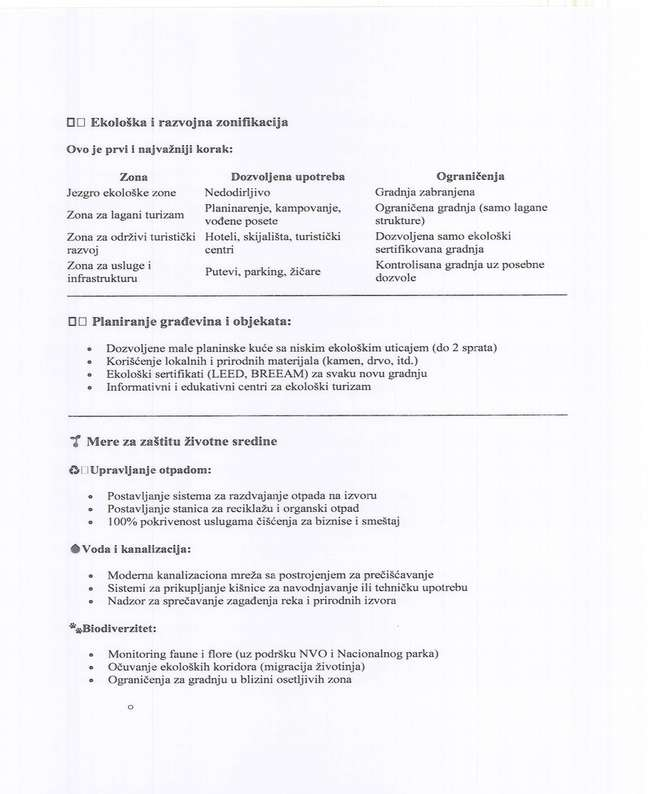 Ekološka i razvojna zonifikacija
Ovo je prvi i najvažniji korak:
Zona Dozvoljena upotreba Ograničenja
Jezgro ekološke zone Nedodirljivo Gradnja zabranjena
Zona za lagani turizam Planinarenje, kampovanje, vođene posete Ograničena gradnja (samo lagane strukture)
Zona za održivi turistički razvoj Hoteli, skijališta, turistički centri Dozvoljena samo ekološki sertifikovana gradnja
Zona za usluge i infrastrukturu Putevi, parking, žičare Kontrolisana gradnja uz posebne dozvole
Planiranje građevina i objekata:
• Dozvoljene male planinske kuće sa niskim ekološkim uticajem (do 2 sprata)
• Korišćenje lokalnih i prirodnih materijala (kamen, drvo, itd.)
• Ekološki sertifikati (LEED, BREEAM) za svaku novu gradnju
• Informativni i edukativni centri za ekološki turizam
Mere za zaštitu životne sredine
Upravljanje otpadom:
• Postavljanje sistema za razdvajanje otpada na izvoru
• Postavljanje stanica za reciklažu i organski otpad
• 100% pokrivenost uslugama čišćenja za biznise i smeštaj
Voda i kanalizacija:
• Moderna kanalizaciona mreža sa postrojenjem za prečišćavanje
• Sistemi za prikupljanje kišnice za navodnjavanje ili tehničku upotrebu
• Nadzor za sprečavanje zagađenja reka i prirodnih izvora
Biodiverzitet:
• Monitoring faune i flore (uz podršku NVO i Nacionalnog parka)
• Očuvanje ekoloških koridora (migracija životinja)
• Ograničenja za gradnju u blizini osetljivih zona